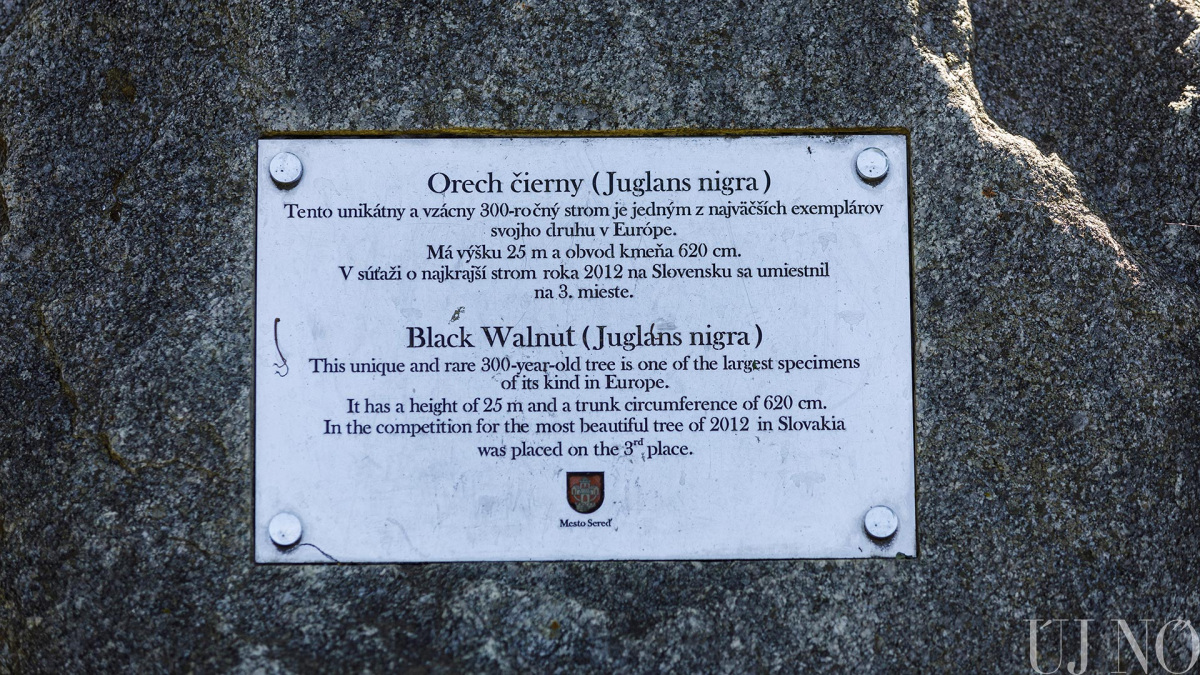 Orech čierny (Juglans nigra)
Tento unikátny a vzácny 300-ročný strom je jedným z najväčších exemplárov
svojho druhu v Európe.
Má výšku 25 m a obvod kmeňa 620 cm.
V súťaži o najkrajší strom roka 2012 na Slovensku sa umiestnil
na 3. mieste.
Black Walnut (Juglans nigra)
This unique and rare 300-year-old tree is one of the largest specimens
of its kind in Europe.
It has a height of 25 m and a trunk circumference of 620 cm.
In the competition for the most beautiful tree of 2012 in Slovakia
was placed on the 3rd place.
Mesto Sereď
ÚJ NŐ